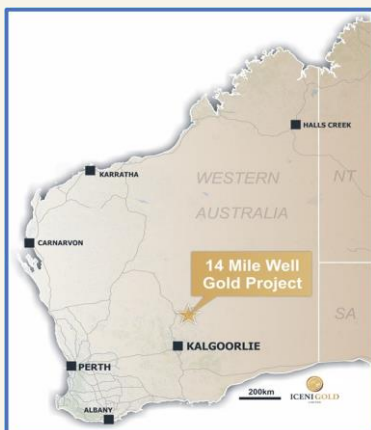 HALLS CREEK
KARRATHA
WESTERN
NT
AUSTRALIA
CARNARVON
14 Mile Well
Gold Project
SA
KALGOORLIE
PERTH
200km
ICENI GOLD
ALBANY